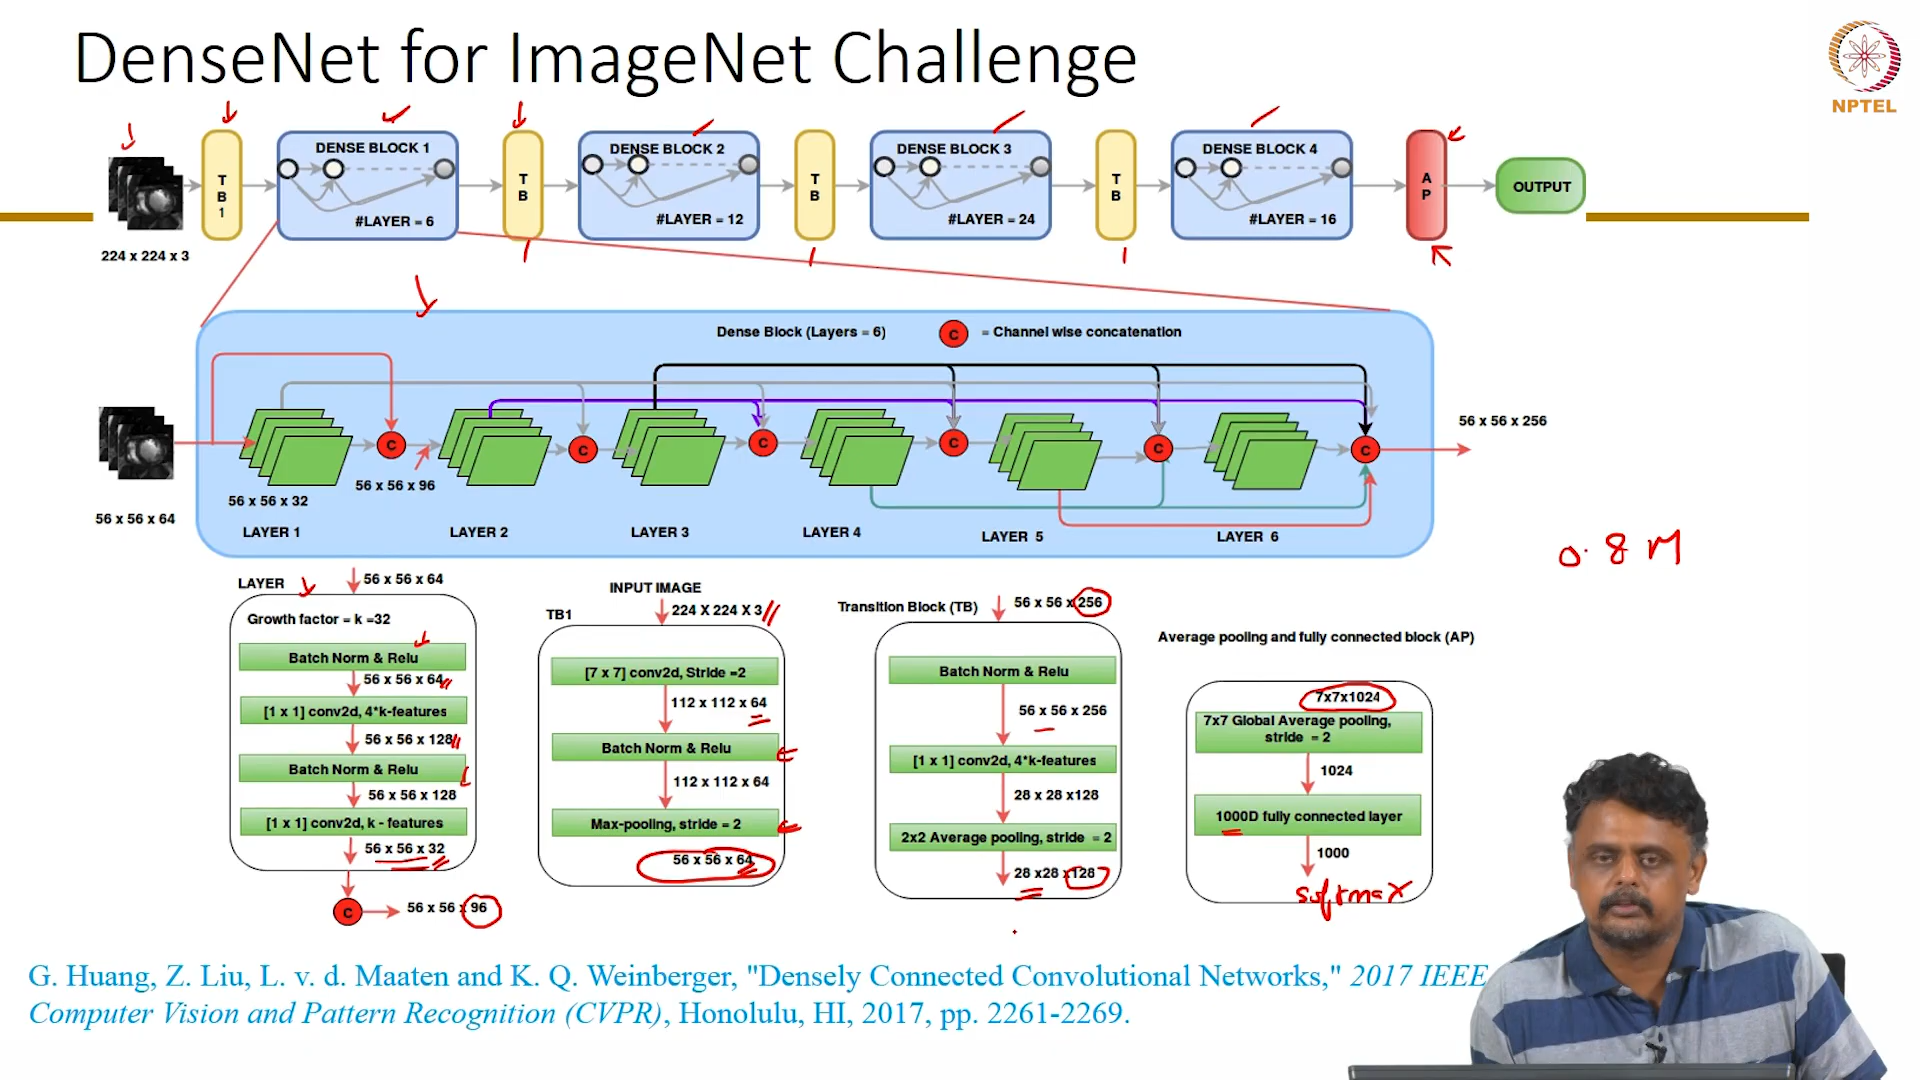 DenseNet for ImageNet Challenge
NPTEL
TB1
DENSE BLOCK 1
#LAYER = 6
TB
DENSE BLOCK 2
#LAYER = 12
TB
DENSE BLOCK 3
#LAYER = 24
TB
DENSE BLOCK 4
#LAYER = 16
AP
OUTPUT
224 x 224 x 3
Dense Block (Layers = 6)
C
= Channel wise concatenation
C
C
C
C
C
C
56 x 56 x 256
56 x 56 x 64
56 x 56 x 32
56 x 56 x 96
LAYER 1
LAYER 2
LAYER 3
LAYER 4
LAYER 5
LAYER 6
0.8 M
LAYER
56 x 56 x 64
Growth factor = k =32
Batch Norm & Relu
56 x 56 x 64
[1 x 1] conv2d, 4*k-features
56 x 56 x 128
Batch Norm & Relu
56 x 56 x 128
[1 x 1] conv2d, k - features
56 x 56 x 32
C
56 x 56 x 96
INPUT IMAGE
TB1
224 X 224 X 3
[7 x 7] conv2d, Stride =2
112 x 112 x 64
Batch Norm & Relu
112 x 112 x 64
Max-pooling, stride = 2
56 x 56 x 64
Transition Block (TB)
56 x 56 x 256
Batch Norm & Relu
56 x 56 x 256
[1 x 1] conv2d, 4*k-features
28 x 28 x128
2x2 Average pooling, stride = 2
28 x28 x128
Average pooling and fully connected block (AP)
7x7x1024
7x7 Global Average pooling,
stride = 2
1024
1000D fully connected layer
1000
softmax
G. Huang, Z. Liu, L. v. d. Maaten and K. Q. Weinberger, "Densely Connected Convolutional Networks," 2017 IEEE
Computer Vision and Pattern Recognition (CVPR), Honolulu, HI, 2017, pp. 2261-2269.